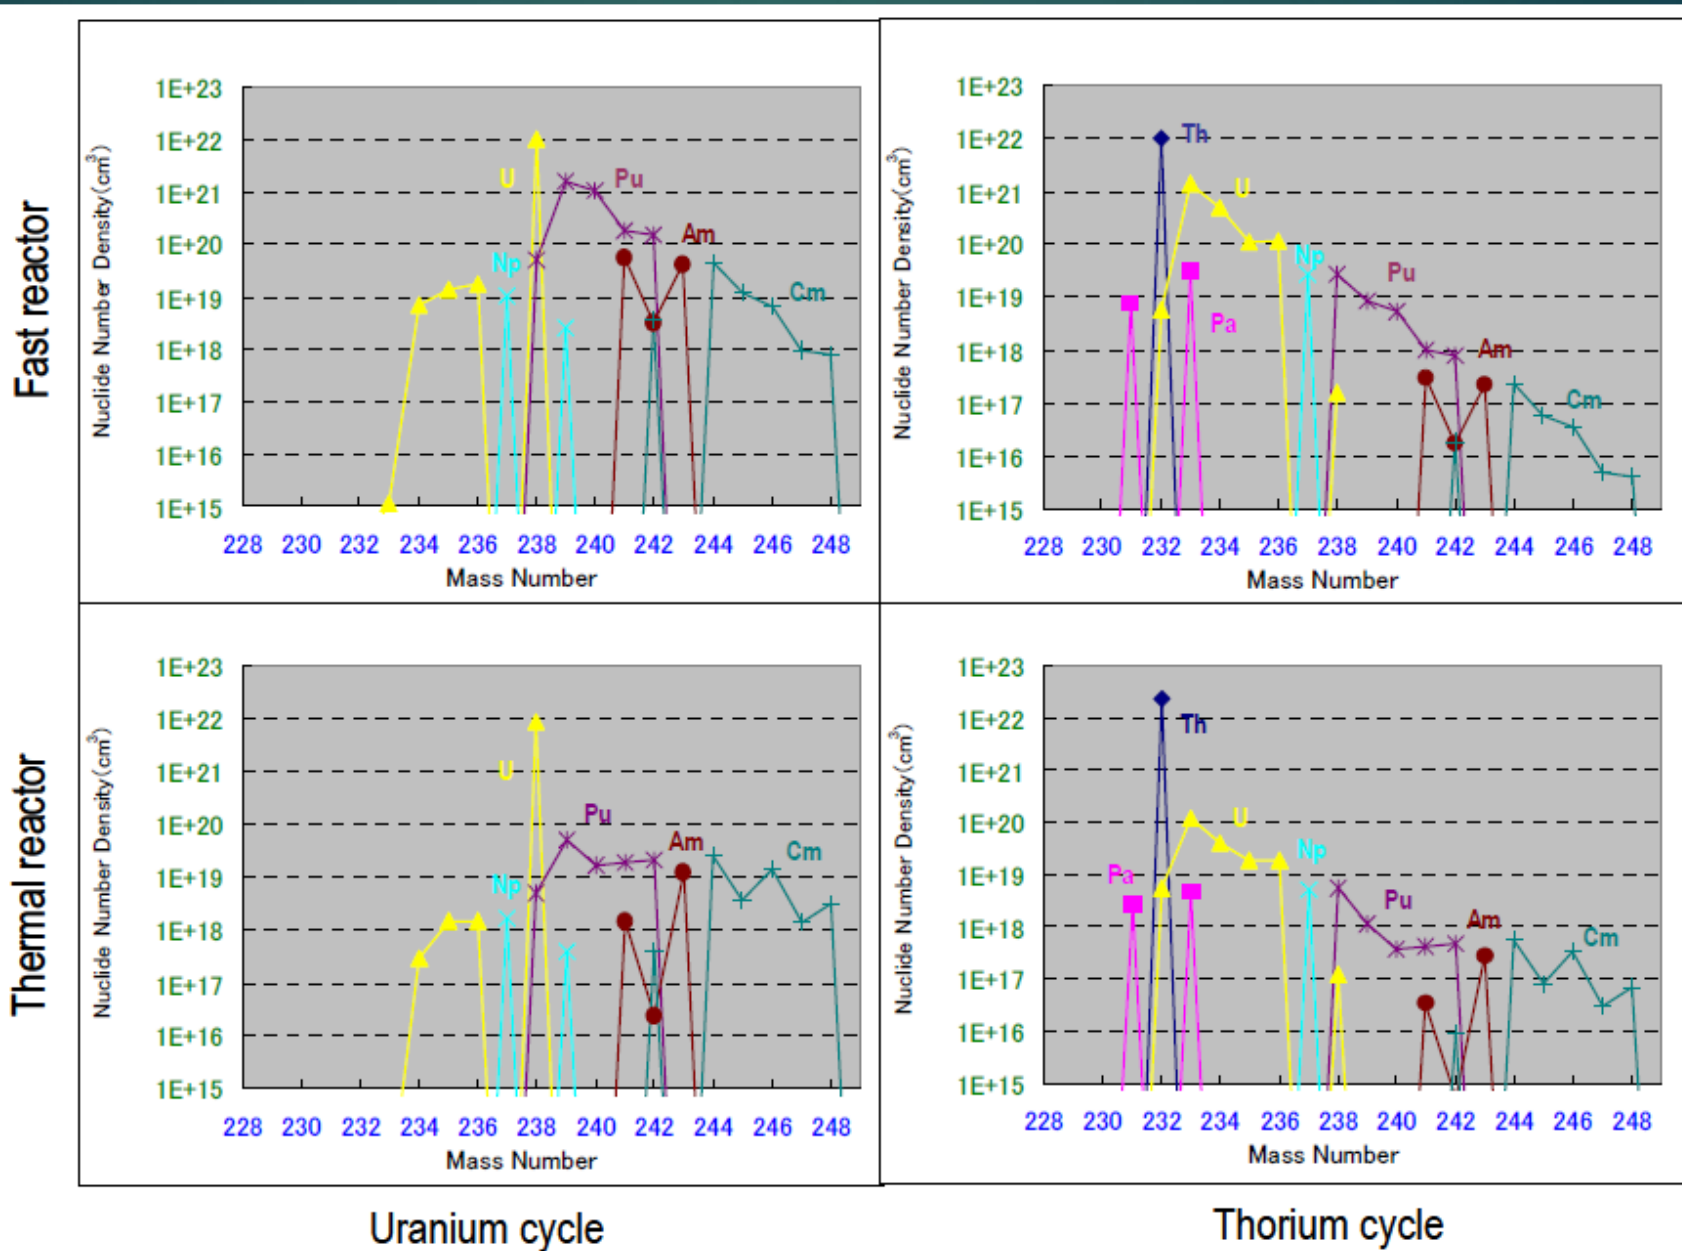 Fast reactor
Nuclide Number Density(cm³)
1E+23
1E+22
1E+21
1E+20
1E+19
1E+18
1E+17
1E+16
1E+15
U
Pu
Np
Am
Cm
228 230 232 234 236 238 240 242 244 246 248
Mass Number
Nuclide Number Density(cm³)
1E+23
1E+22
1E+21
1E+20
1E+19
1E+18
1E+17
1E+16
1E+15
Th
U
Np
Pu
Pa
Am
Cm
228 230 232 234 236 238 240 242 244 246 248
Mass Number
Thermal reactor
Nuclide Number Density(cm³)
1E+23
1E+22
1E+21
1E+20
1E+19
1E+18
1E+17
1E+16
1E+15
U
Pu
Am
Cm
Np
228 230 232 234 236 238 240 242 244 246 248
Mass Number
Nuclide Number Density(cm³)
1E+23
1E+22
1E+21
1E+20
1E+19
1E+18
1E+17
1E+16
1E+15
Th
U
Np
Pa
Pu
Am
Cm
228 230 232 234 236 238 240 242 244 246 248
Mass Number
Uranium cycle
Thorium cycle